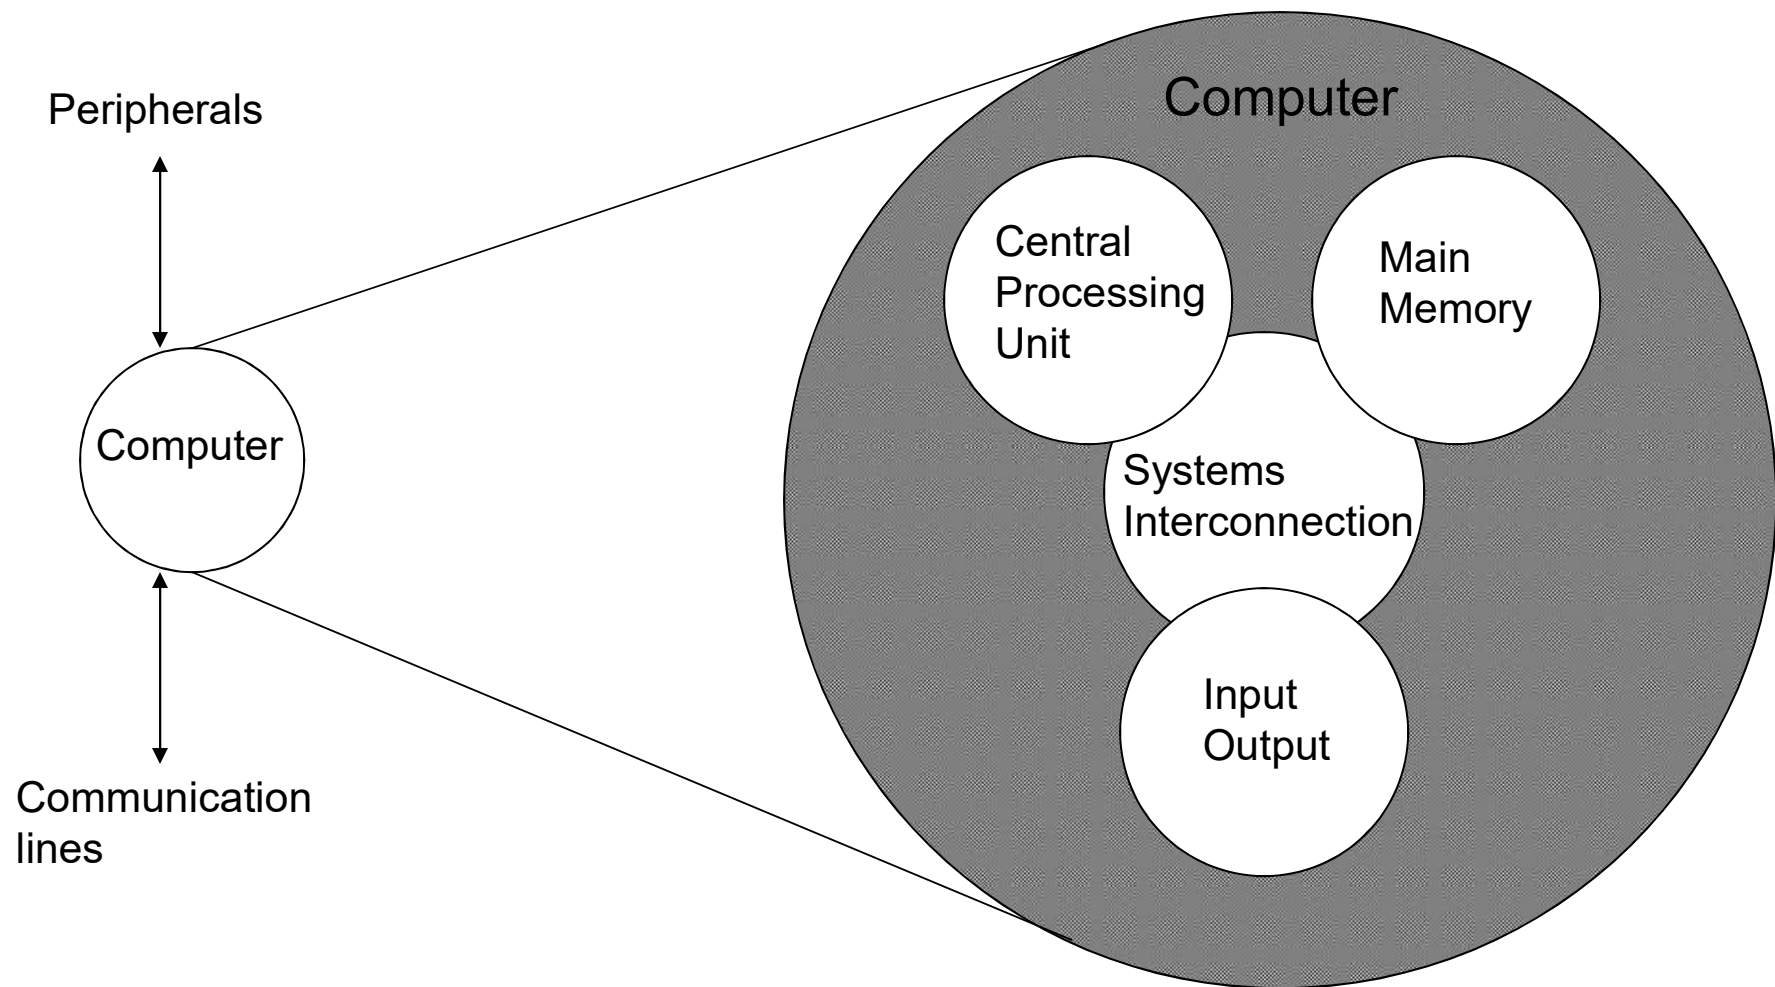 Peripherals
Computer
Communication
lines
Computer
Central
Processing
Unit
Main
Memory
Systems
Interconnection
Input
Output